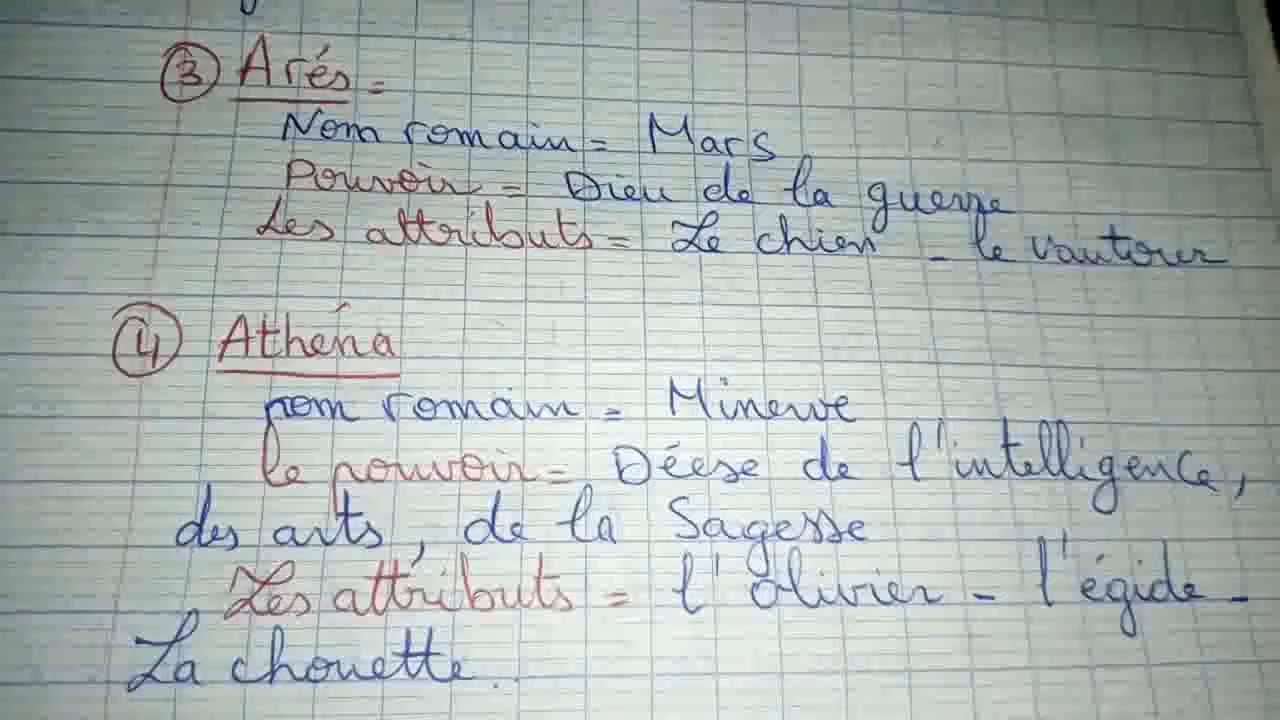 ③ Arés =
Nom romain = Mars
Pouvoir = Dieu de la guerre
Les attributs = Le chien - le vautour
④ Athéna
nom romain = Minerve
le pouvoir = Déese de l'intelligence,
des arts, de la Sagesse
Les attributs = l'olivier - l'égide -
La chouette.